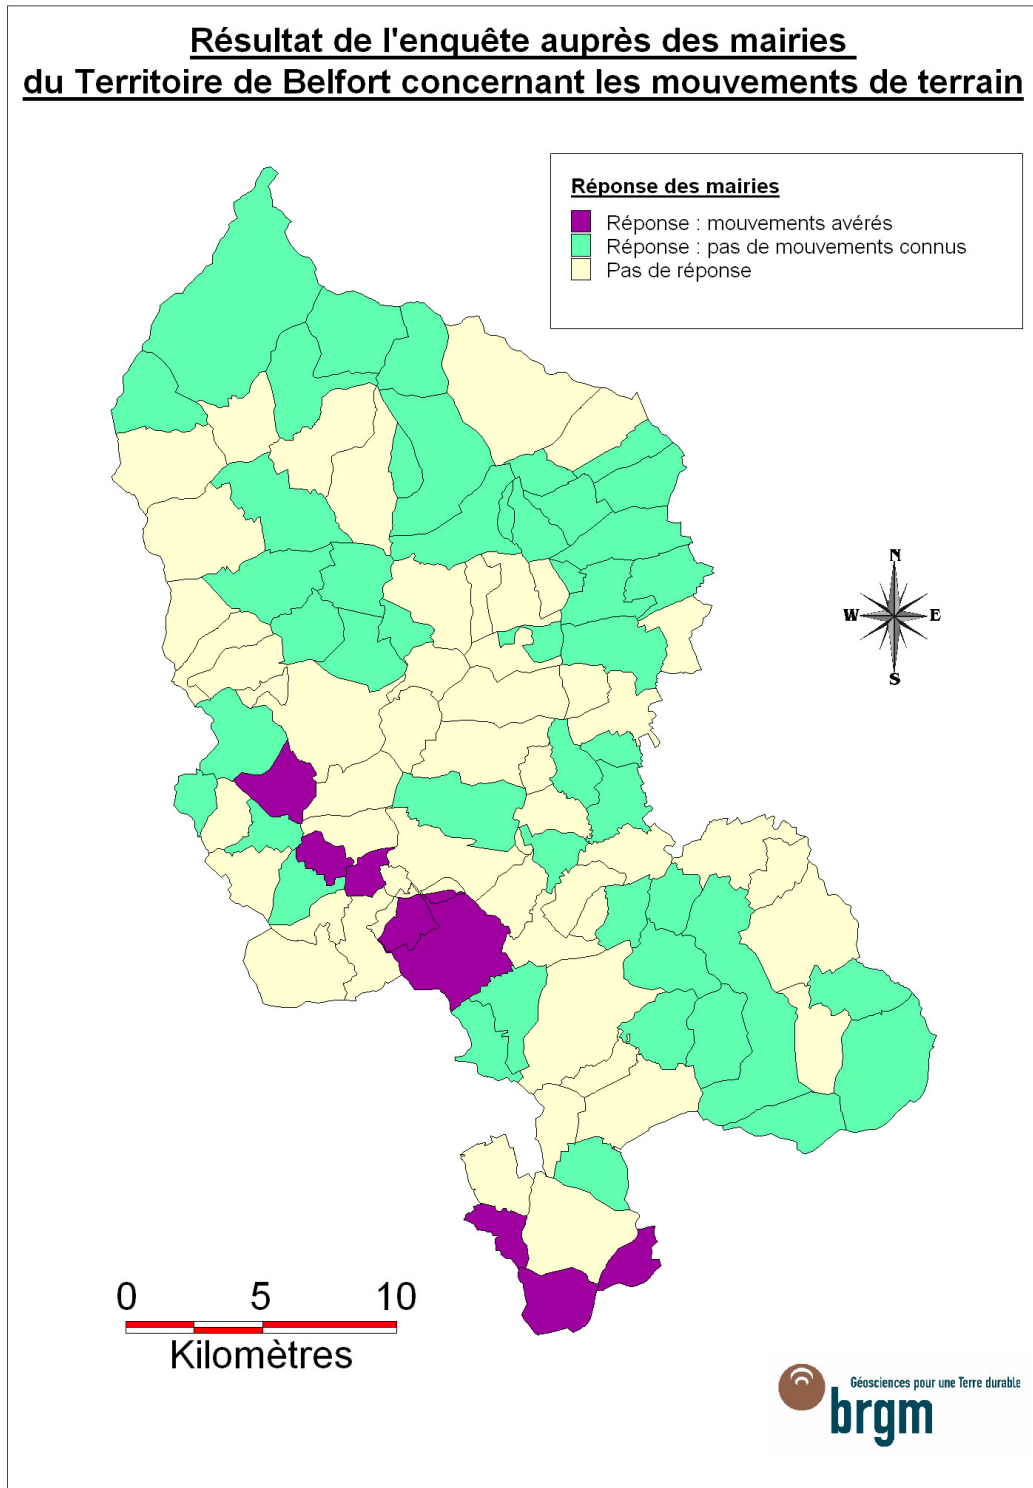 Résultat de l'enquête auprès des mairies
du Territoire de Belfort concernant les mouvements de terrain
Réponse des mairies
Réponse : mouvements avérés
Réponse : pas de mouvements connus
Pas de réponse
N
W E
S
0 5 10
Kilomètres
Géosciences pour une Terre durable
brgm